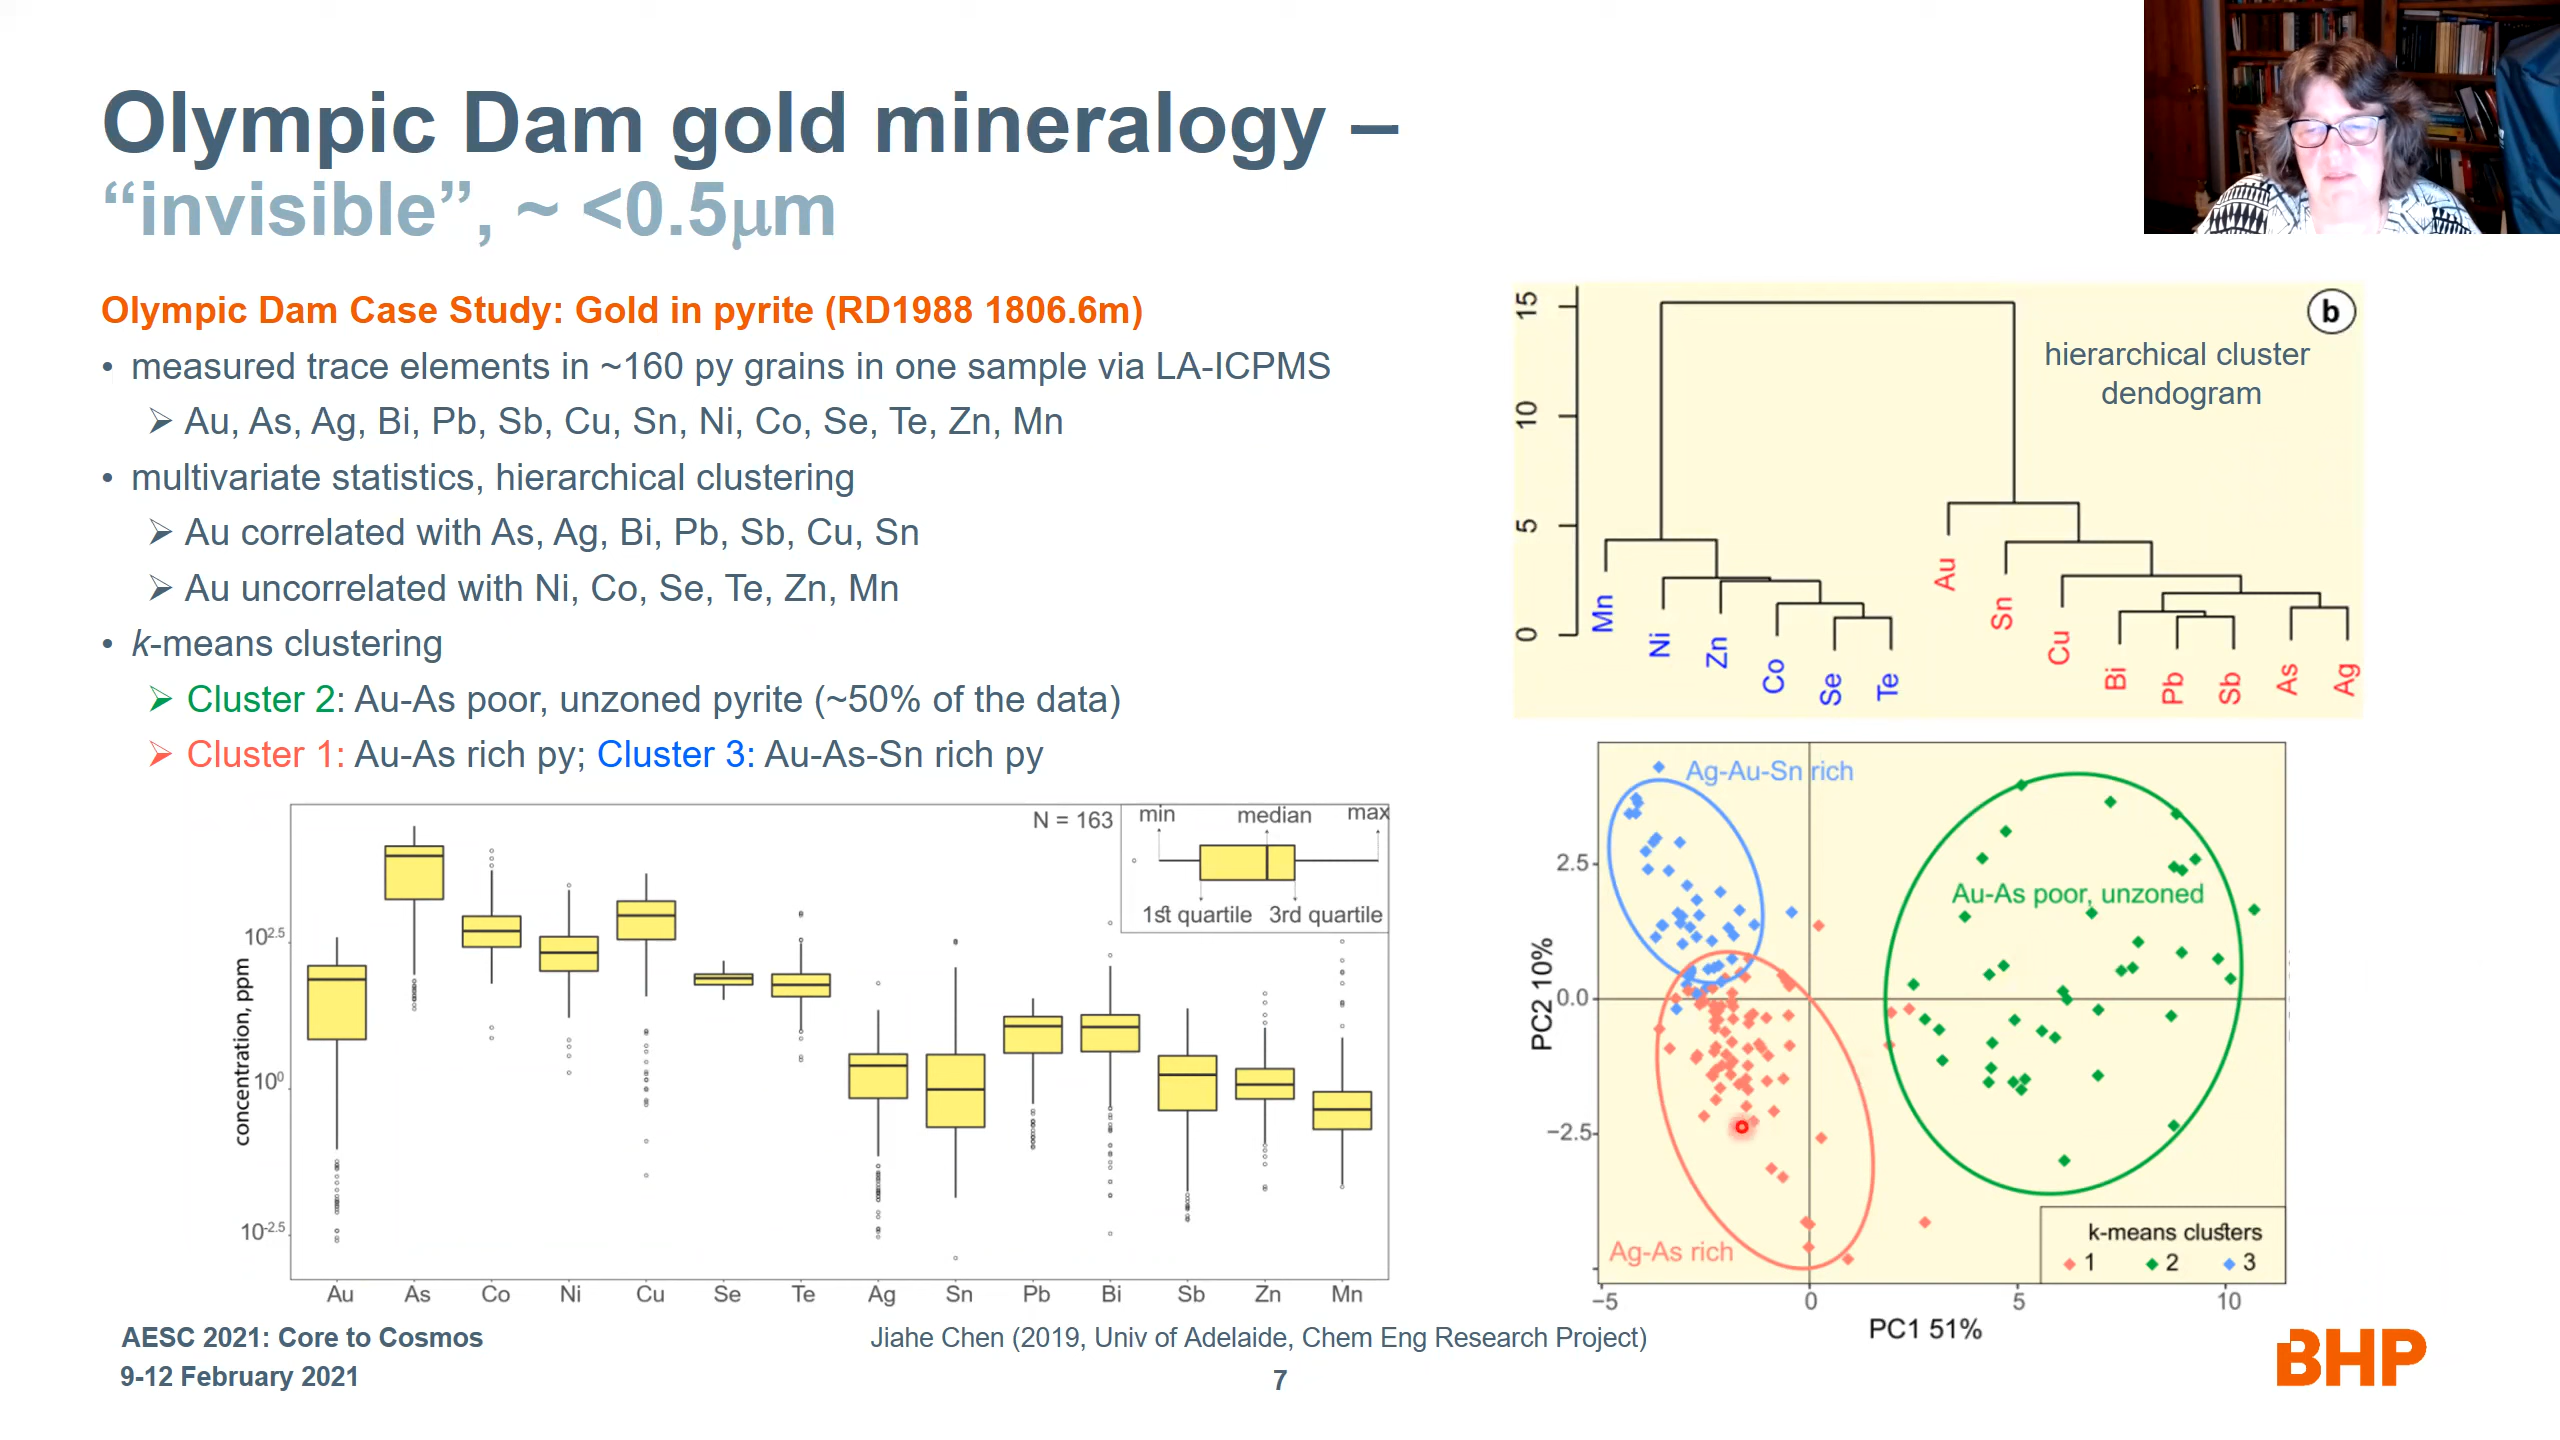 Olympic Dam gold mineralogy –
“invisible”, ~ <0.5μm
Olympic Dam Case Study: Gold in pyrite (RD1988 1806.6m)
• measured trace elements in ~160 py grains in one sample via LA-ICPMS
➢ Au, As, Ag, Bi, Pb, Sb, Cu, Sn, Ni, Co, Se, Te, Zn, Mn
• multivariate statistics, hierarchical clustering
➢ Au correlated with As, Ag, Bi, Pb, Sb, Cu, Sn
➢ Au uncorrelated with Ni, Co, Se, Te, Zn, Mn
• k-means clustering
➢ Cluster 2: Au-As poor, unzoned pyrite (~50% of the data)
➢ Cluster 1: Au-As rich py; Cluster 3: Au-As-Sn rich py
b
hierarchical cluster
dendogram
15
10
5
0
Mn
Ni
Zn
Co
Se
Te
Au
Sn
Cu
Bi
Pb
Sb
As
Ag
N = 163
min median max
1st quartile 3rd quartile
concentration, ppm
10^2.5
10^0
10^-2.5
Au As Co Ni Cu Se Te Ag Sn Pb Bi Sb Zn Mn
Ag-Au-Sn rich
Au-As poor, unzoned
Ag-As rich
PC2 10%
2.5
0.0
−2.5
k-means clusters
1 2 3
−5 0 5 10
PC1 51%
AESC 2021: Core to Cosmos
9-12 February 2021
Jiahe Chen (2019, Univ of Adelaide, Chem Eng Research Project)
7
BHP